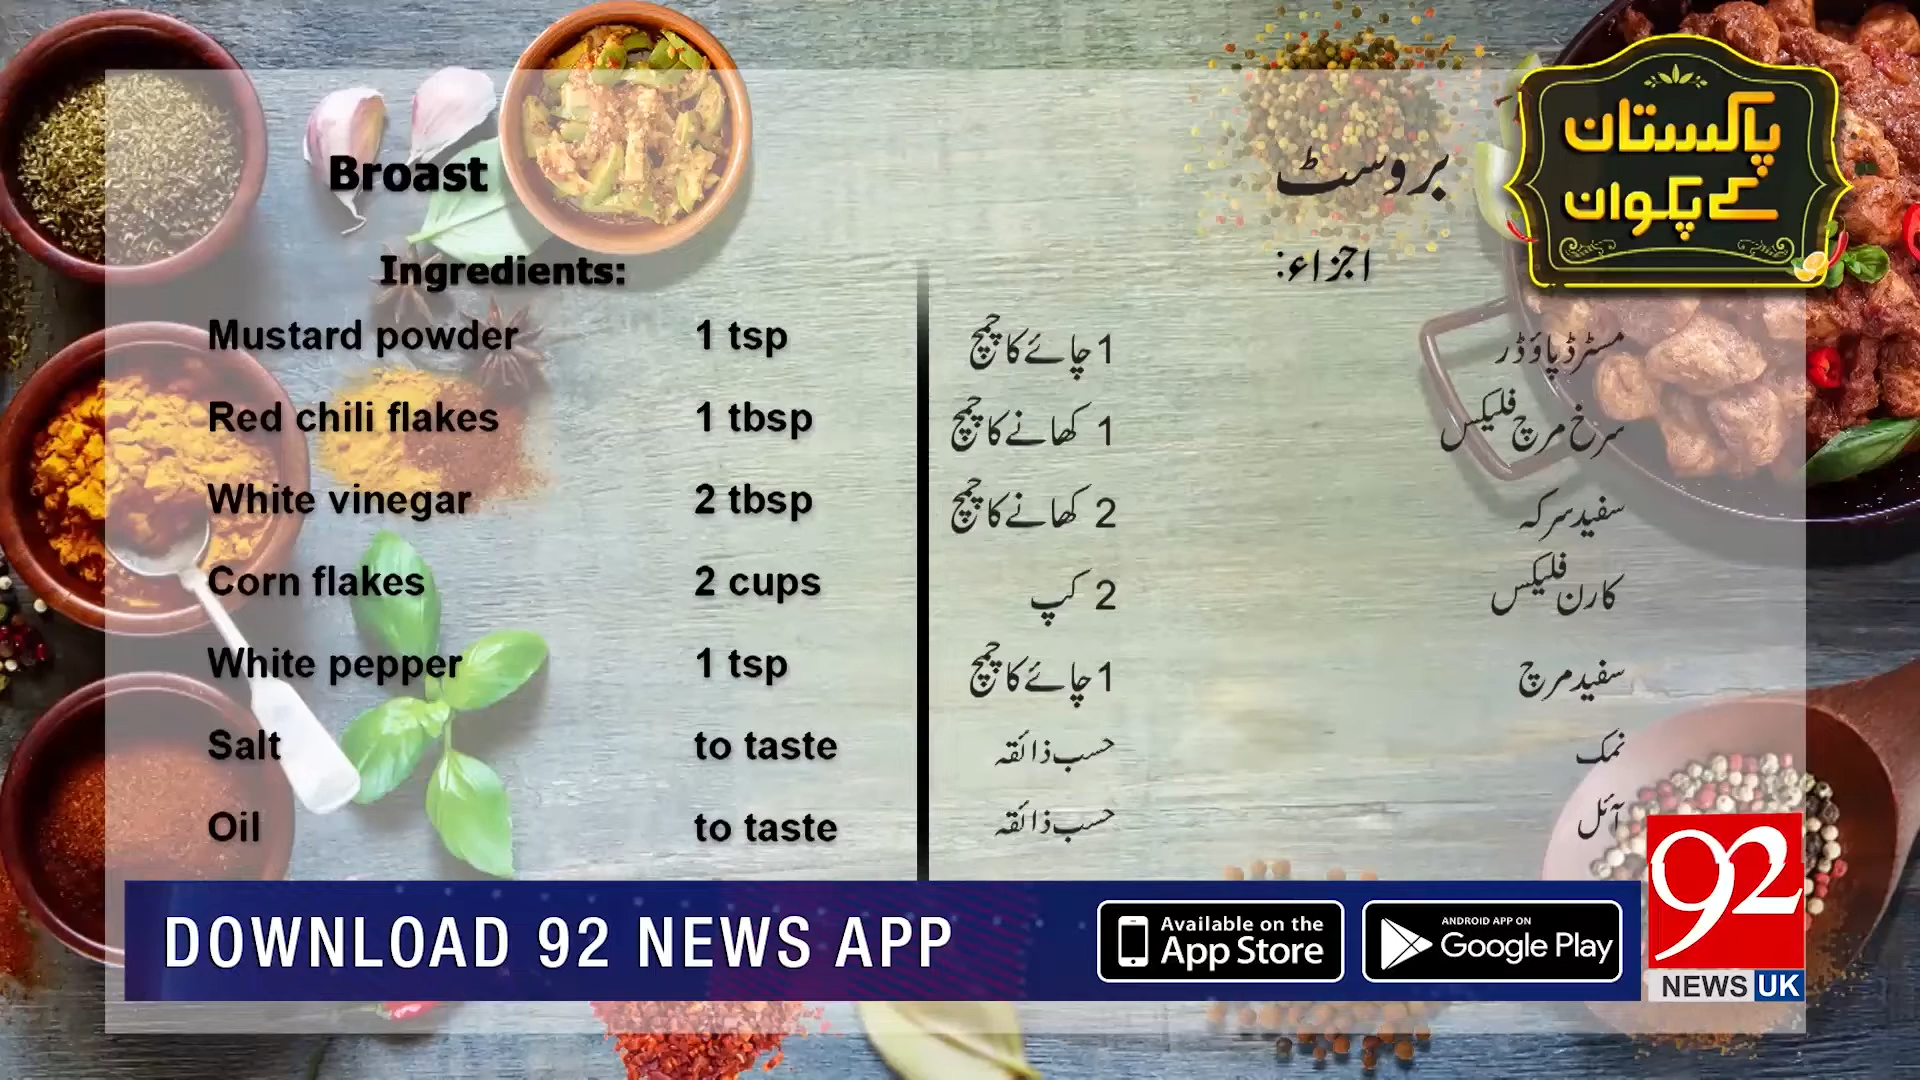 Broast
Ingredients:
Mustard powder 1 tsp
Red chili flakes 1 tbsp
White vinegar 2 tbsp
Corn flakes 2 cups
White pepper 1 tsp
Salt to taste
Oil to taste
پاکستان
کے پکوان
بروسٹ
اجزاء:
مسٹرڈ پاؤڈر 1 چائے کا چمچ
سرخ مرچ فلیکس 1 کھانے کا چمچ
سفید سرکہ 2 کھانے کا چمچ
کارن فلیکس 2 کپ
سفید مرچ 1 چائے کا چمچ
نمک حسب ذائقہ
آئل حسب ذائقہ
DOWNLOAD 92 NEWS APP
Available on the
App Store
ANDROID APP ON
Google Play
92
NEWS UK